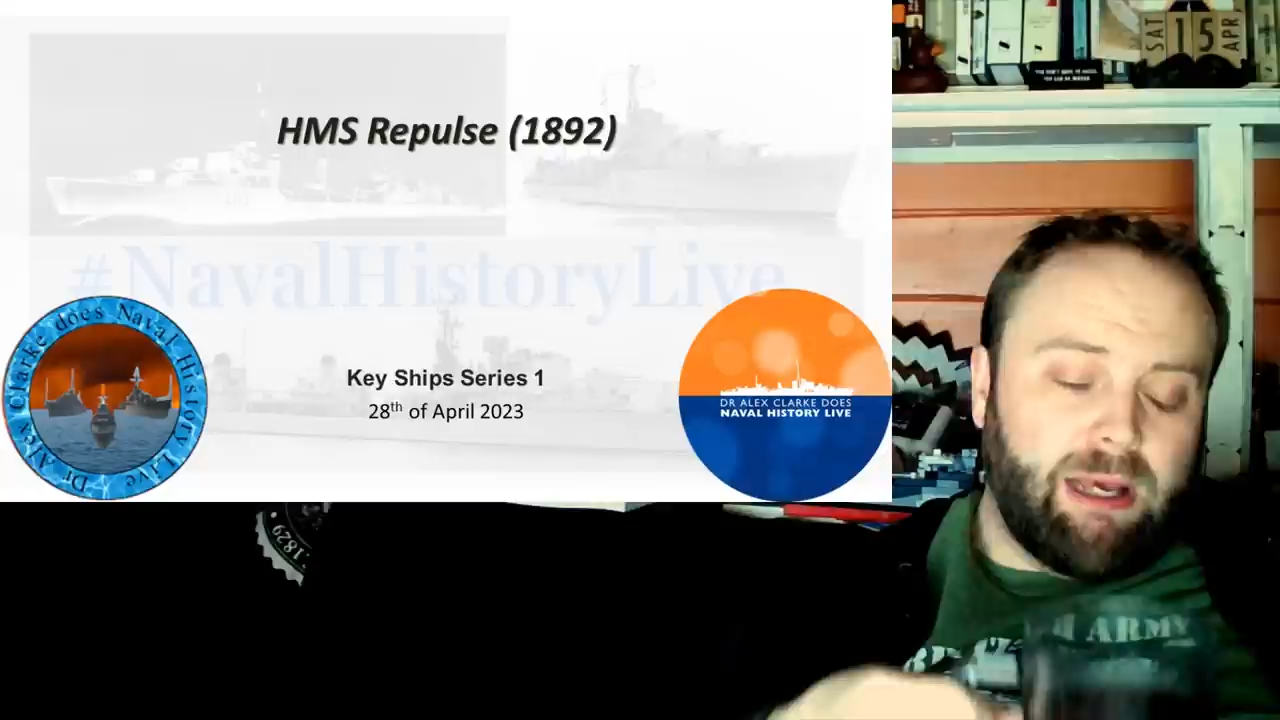 HMS Repulse (1892)
#NavalHistoryLive
Key Ships Series 1
28th of April 2023
Dr Alex Clarke does Naval History Live
DR ALEX CLARKE DOES
NAVAL HISTORY LIVE
SAT 15 APR
1829
ARMY